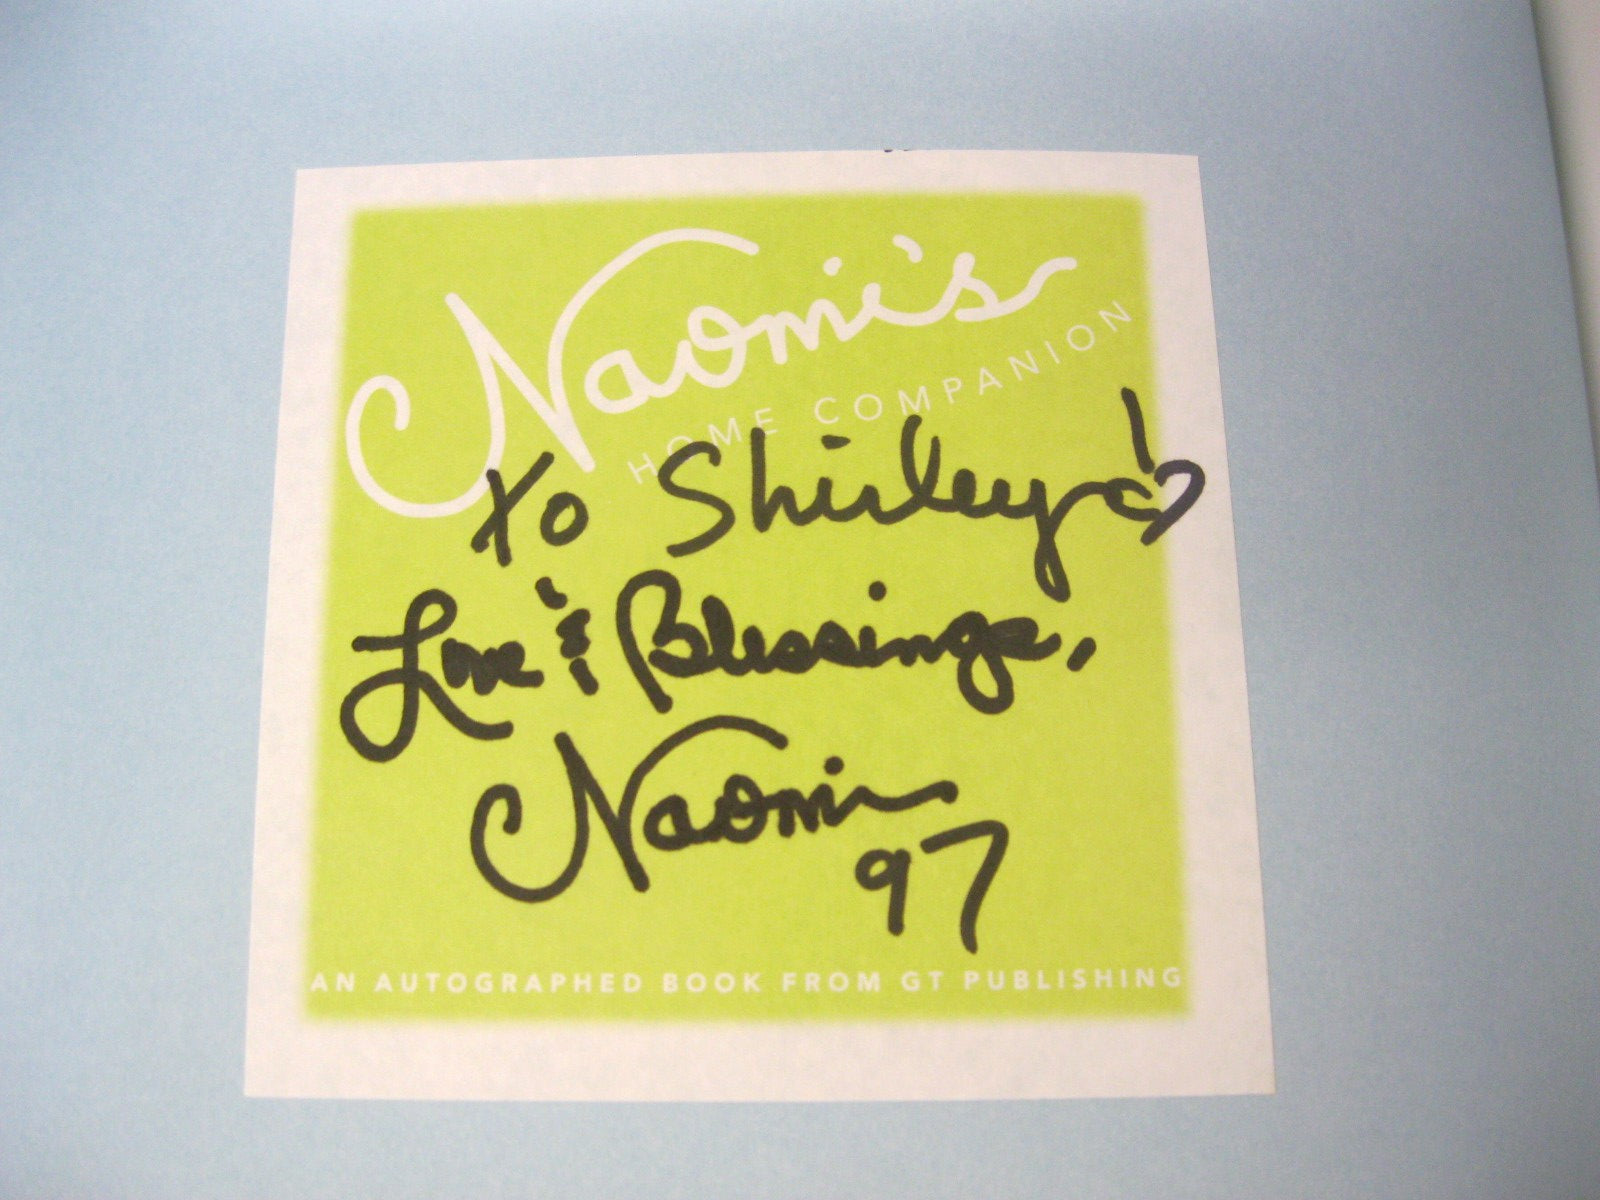 Naomi's
HOME COMPANION
To Shirley!
Love & Blessings,
Naomi
97
AN AUTOGRAPHED BOOK FROM GT PUBLISHING